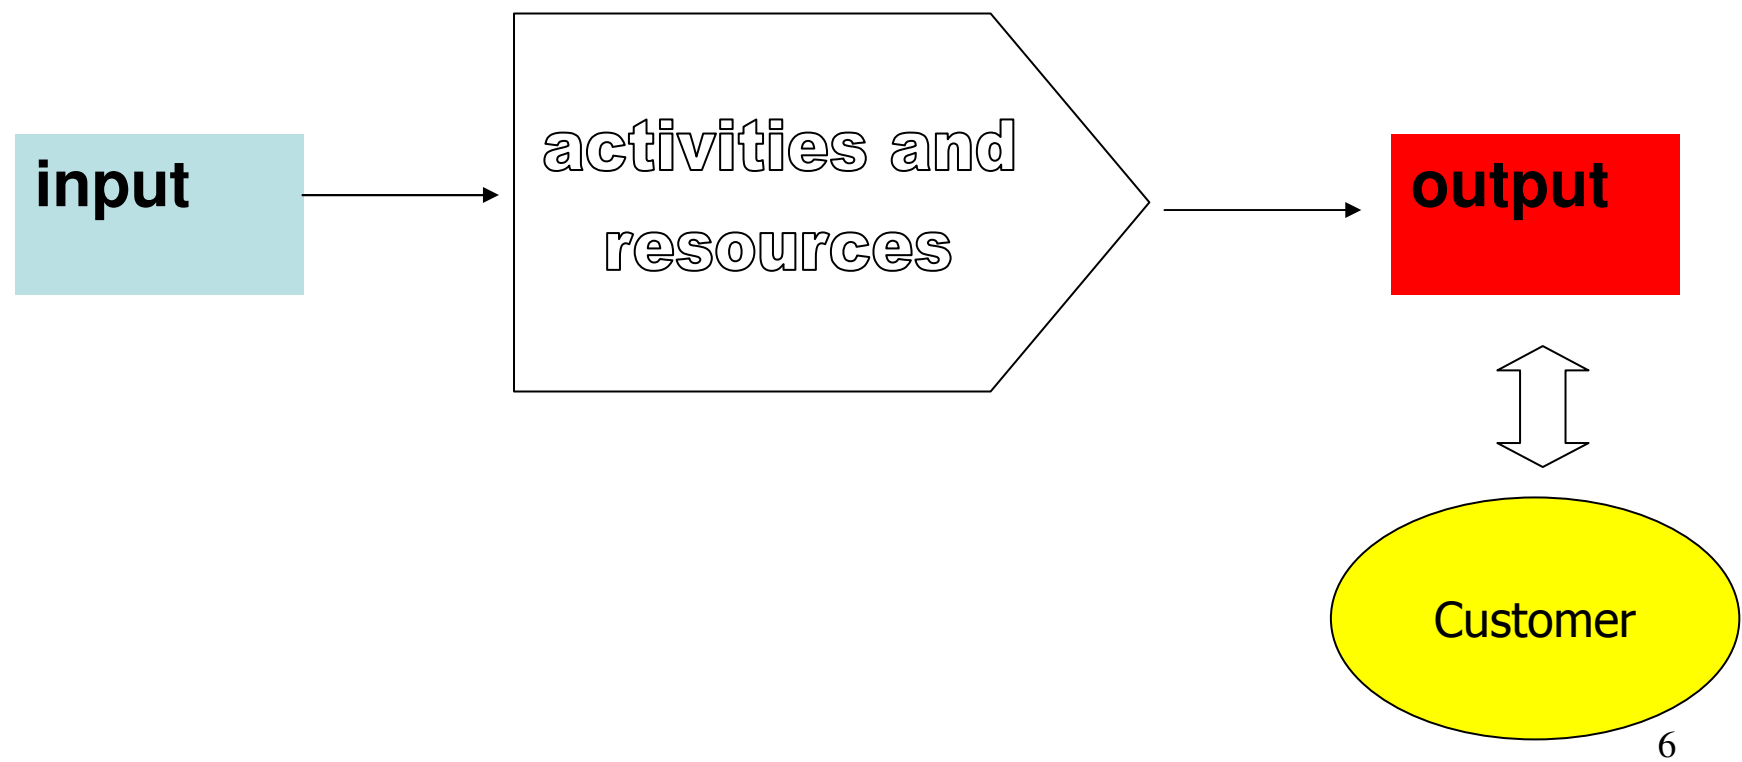 input
activities and
resources
output
Customer
6